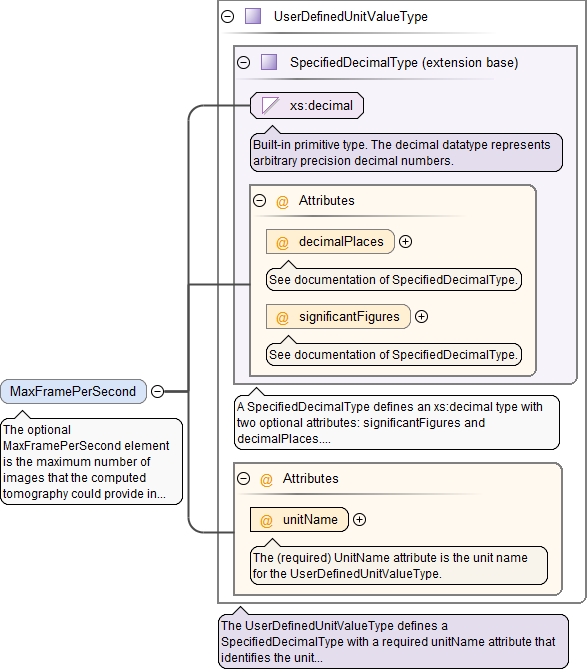 UserDefinedUnitValueType
SpecifiedDecimalType (extension base)
xs:decimal
Built-in primitive type. The decimal datatype represents
arbitrary precision decimal numbers.
@ Attributes
@ decimalPlaces
See documentation of SpecifiedDecimalType.
@ significantFigures
See documentation of SpecifiedDecimalType.
MaxFramePerSecond
The optional
MaxFramePerSecond element
is the maximum number of
images that the computed
tomography could provide in...
A SpecifiedDecimalType defines an xs:decimal type with
two optional attributes: significantFigures and
decimalPlaces....
@ Attributes
@ unitName
The (required) UnitName attribute is the unit name
for the UserDefinedUnitValueType.
The UserDefinedUnitValueType defines a
SpecifiedDecimalType with a required unitName attribute that
identifies the unit...